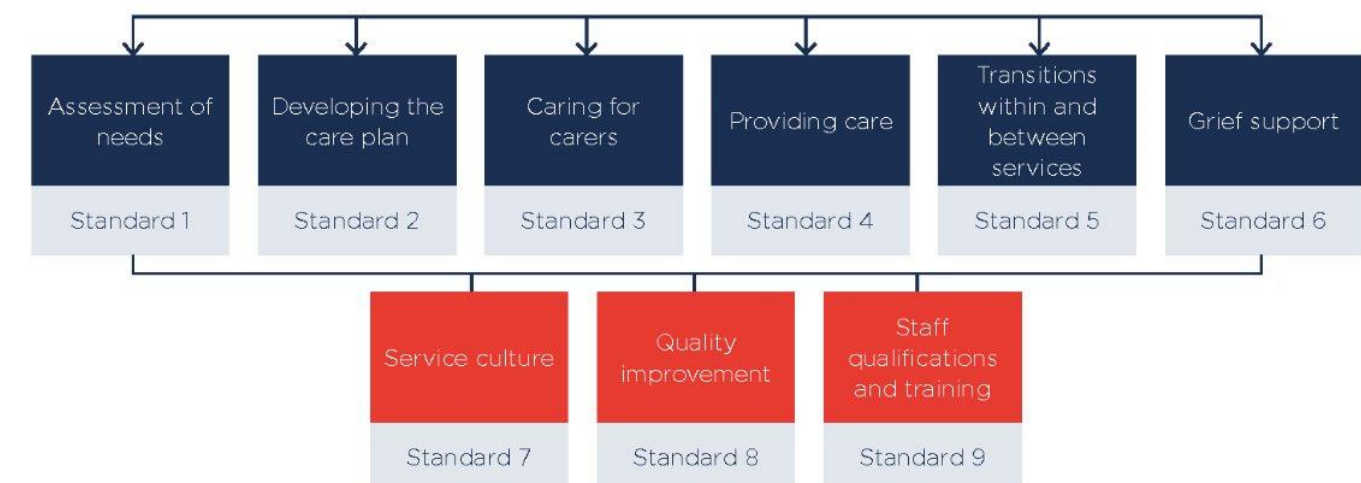 Assessment of
needs
Standard 1
Developing the
care plan
Standard 2
Caring for
carers
Standard 3
Providing care
Standard 4
Transitions
within and
between
services
Standard 5
Grief support
Standard 6
Service culture
Standard 7
Quality
improvement
Standard 8
Staff
qualifications
and training
Standard 9